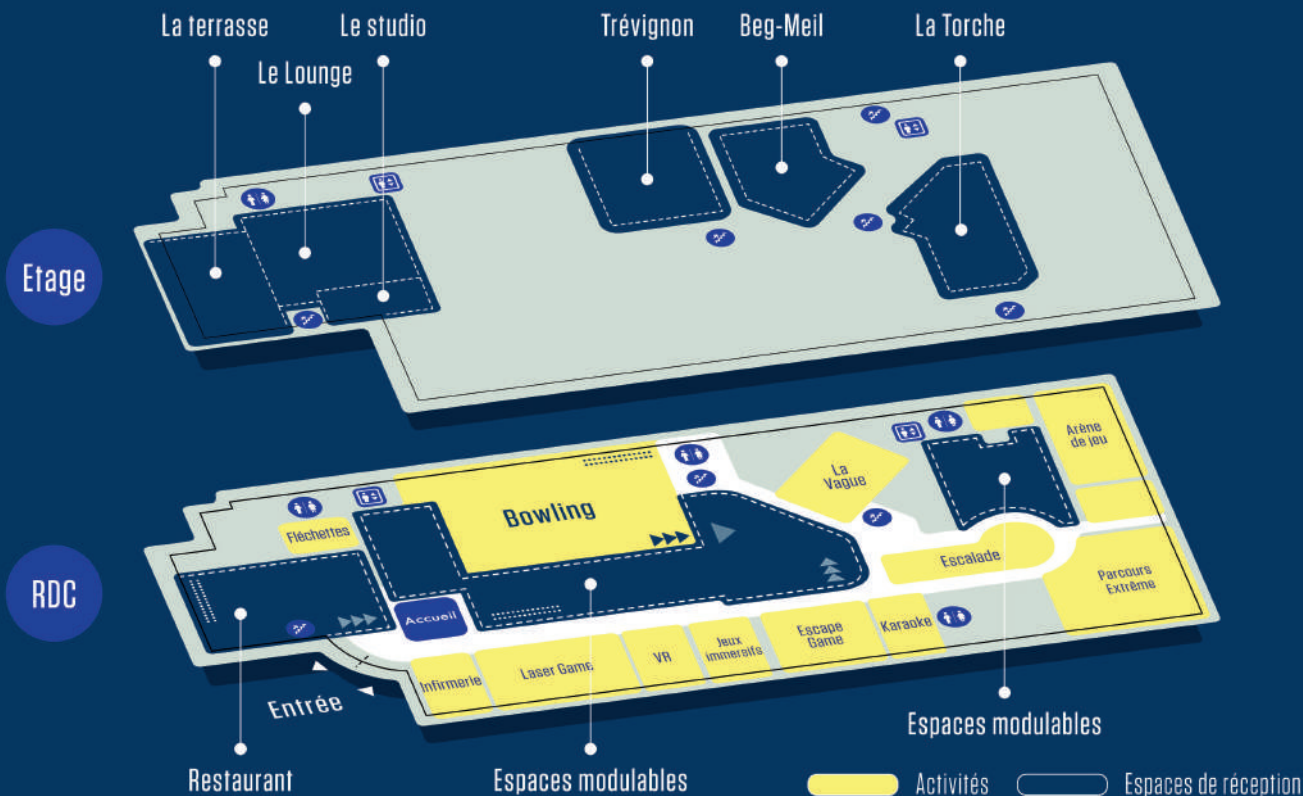 La terrasse
Le Lounge
Le studio
Trévignon
Beg-Meil
La Torche
Etage
RDC
Fléchettes
Bowling
La
Vague
Arène
de jeu
Escalade
Parcours
Extrême
Accueil
Infirmerie
Laser Game
VR
Jeux
immersifs
Escape
Game
Karaoke
Entrée
Restaurant
Espaces modulables
Espaces modulables
Activités
Espaces de réception